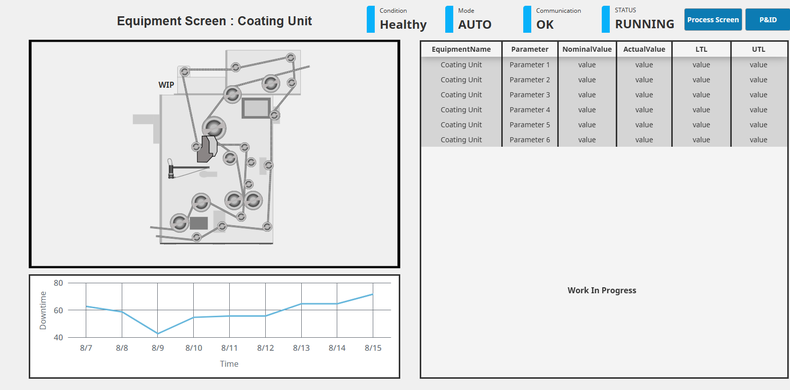 Equipment Screen : Coating Unit
Condition
Healthy
Mode
AUTO
Communication
OK
STATUS
RUNNING
Process Screen
P&ID
WIP
EquipmentName Parameter NominalValue ActualValue LTL UTL
Coating Unit Parameter 1 value value value value
Coating Unit Parameter 2 value value value value
Coating Unit Parameter 3 value value value value
Coating Unit Parameter 4 value value value value
Coating Unit Parameter 5 value value value value
Coating Unit Parameter 6 value value value value
Work In Progress
Downtime
80
60
40
8/7 8/8 8/9 8/10 8/11 8/12 8/13 8/14 8/15
Time